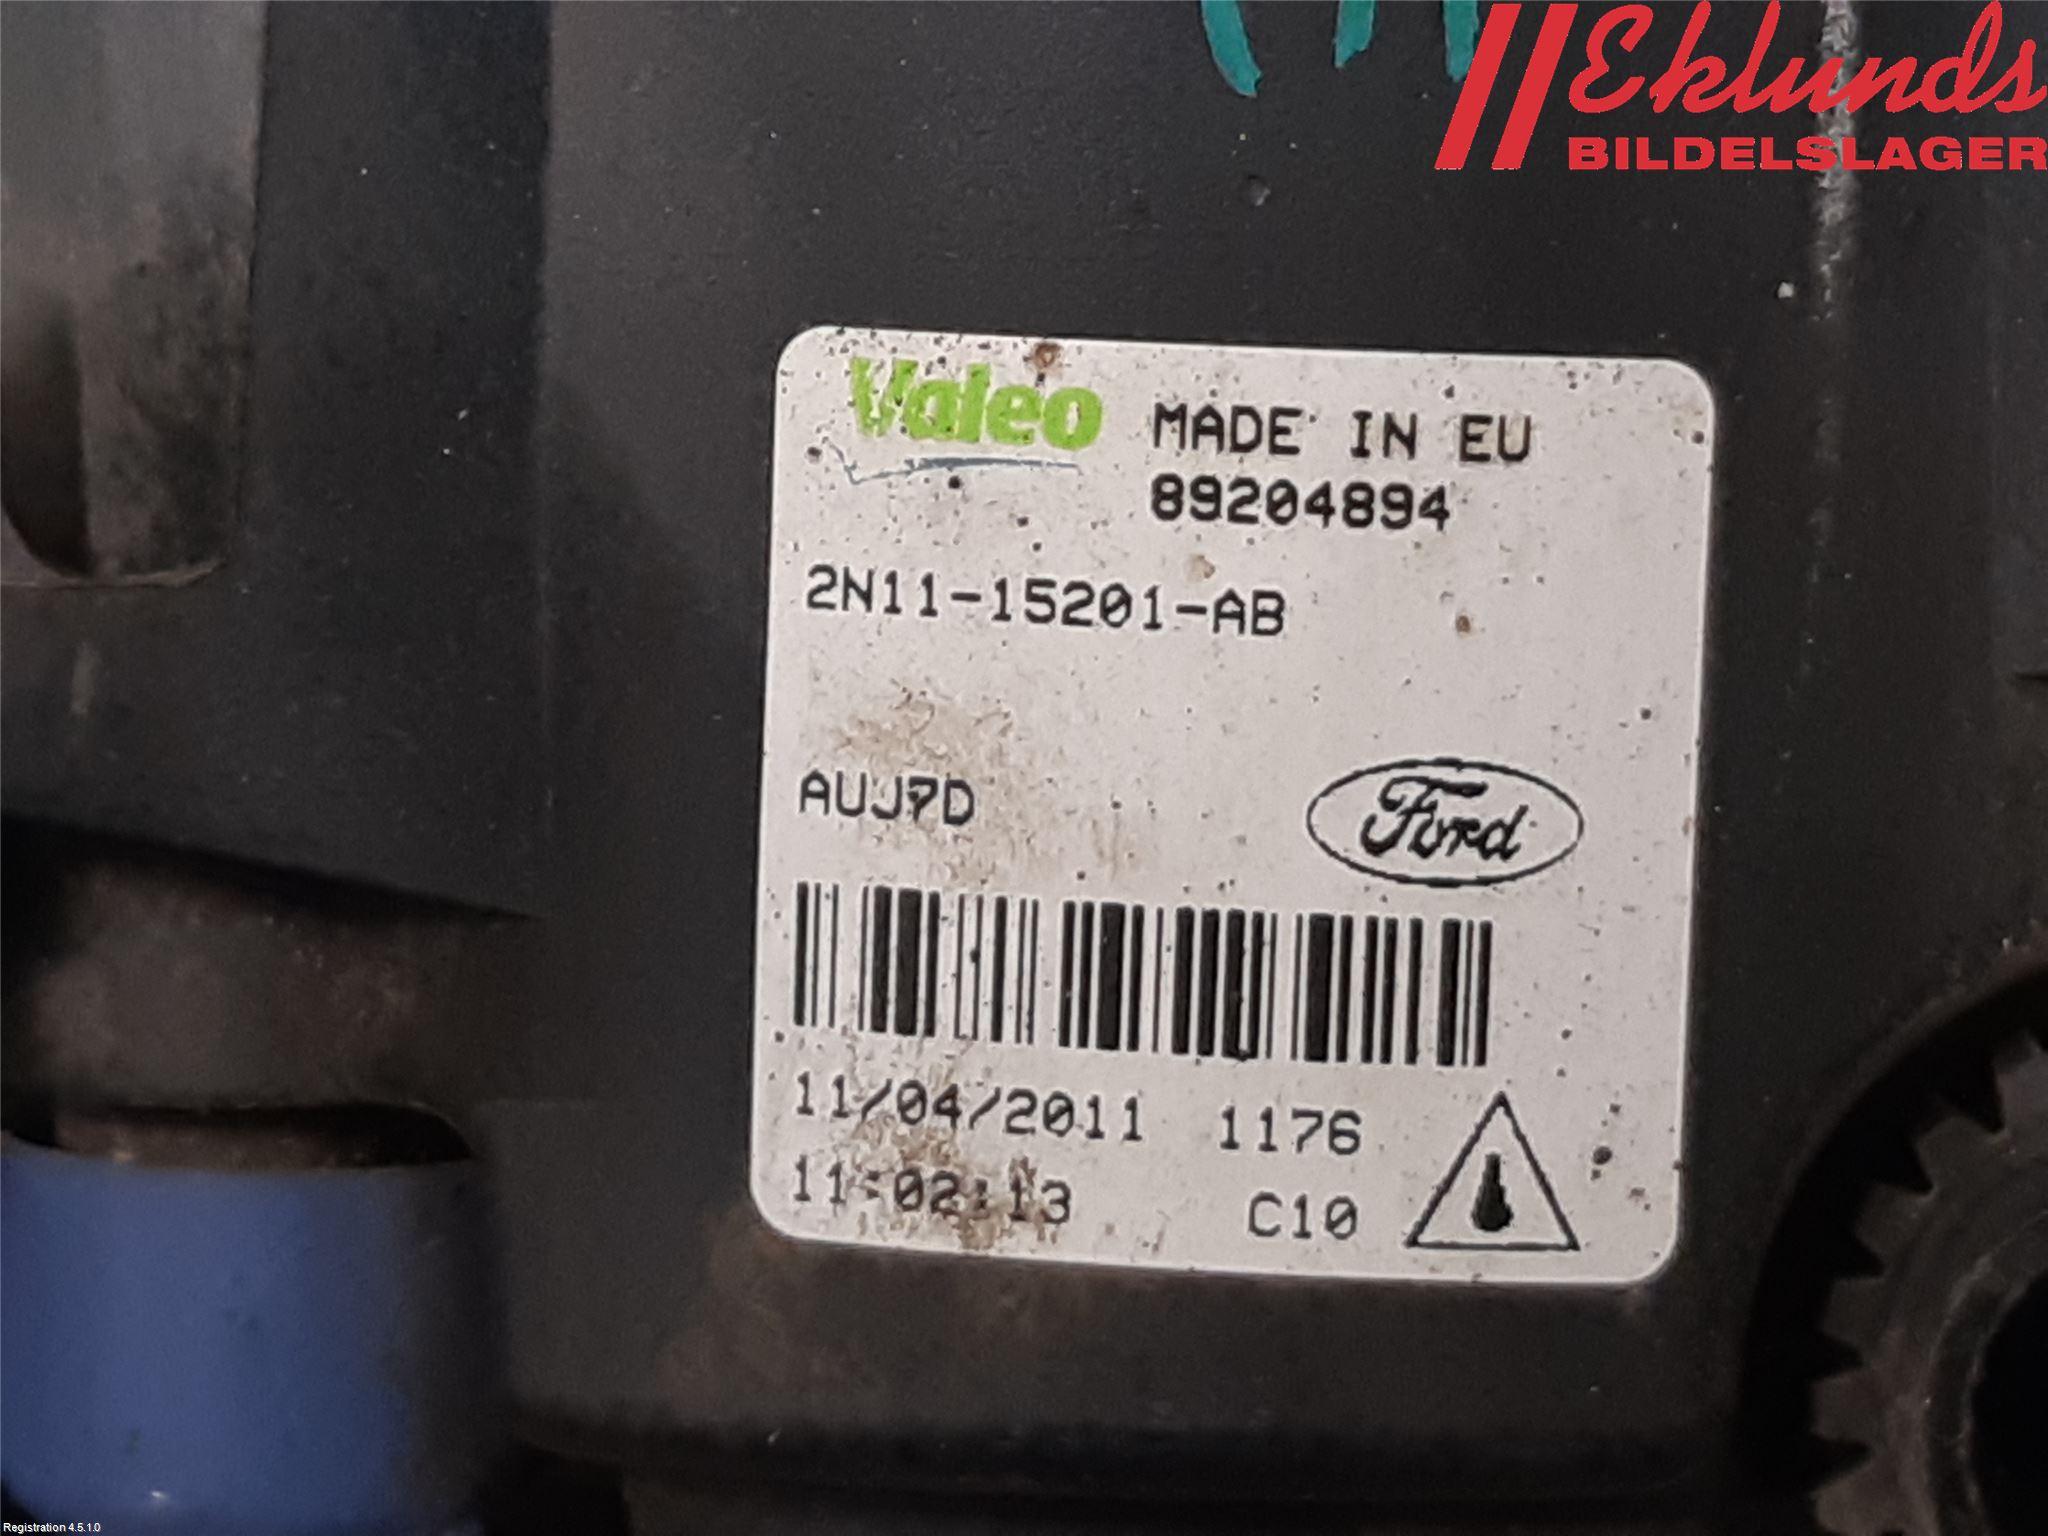 Eklunds
BILDELSLAGER
Valeo
MADE IN EU
89204894
2N11-15201-AB
AUJ7D
Ford
11/04/2011 1176
11:02:13 C10
Registration 4.5.1.0